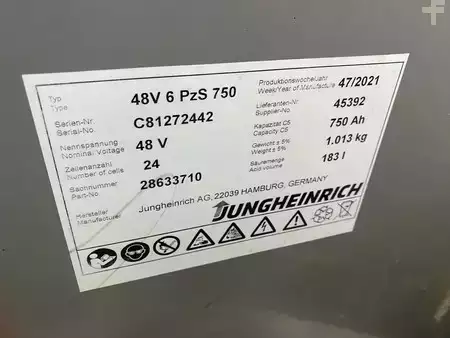 Typ
Type
48V 6 PzS 750
Produktionswoche/Jahr
Week/Year of Manufacture
47/2021
Serien-Nr.
Serial-No.
C81272442
Lieferanten-Nr.
Supplier-No.
45392
Nennspannung
Nominal Voltage
48 V
Kapazität C5
Capacity C5
750 Ah
Zellenanzahl
Number of cells
24
Gewicht ± 5%
Weight ± 5%
1.013 kg
Sachnummer
Part-No
28633710
Säuremenge
Acid volume
183 l
Hersteller
Manufacturer
Jungheinrich AG, 22039 HAMBURG, GERMANY
JUNGHEINRICH